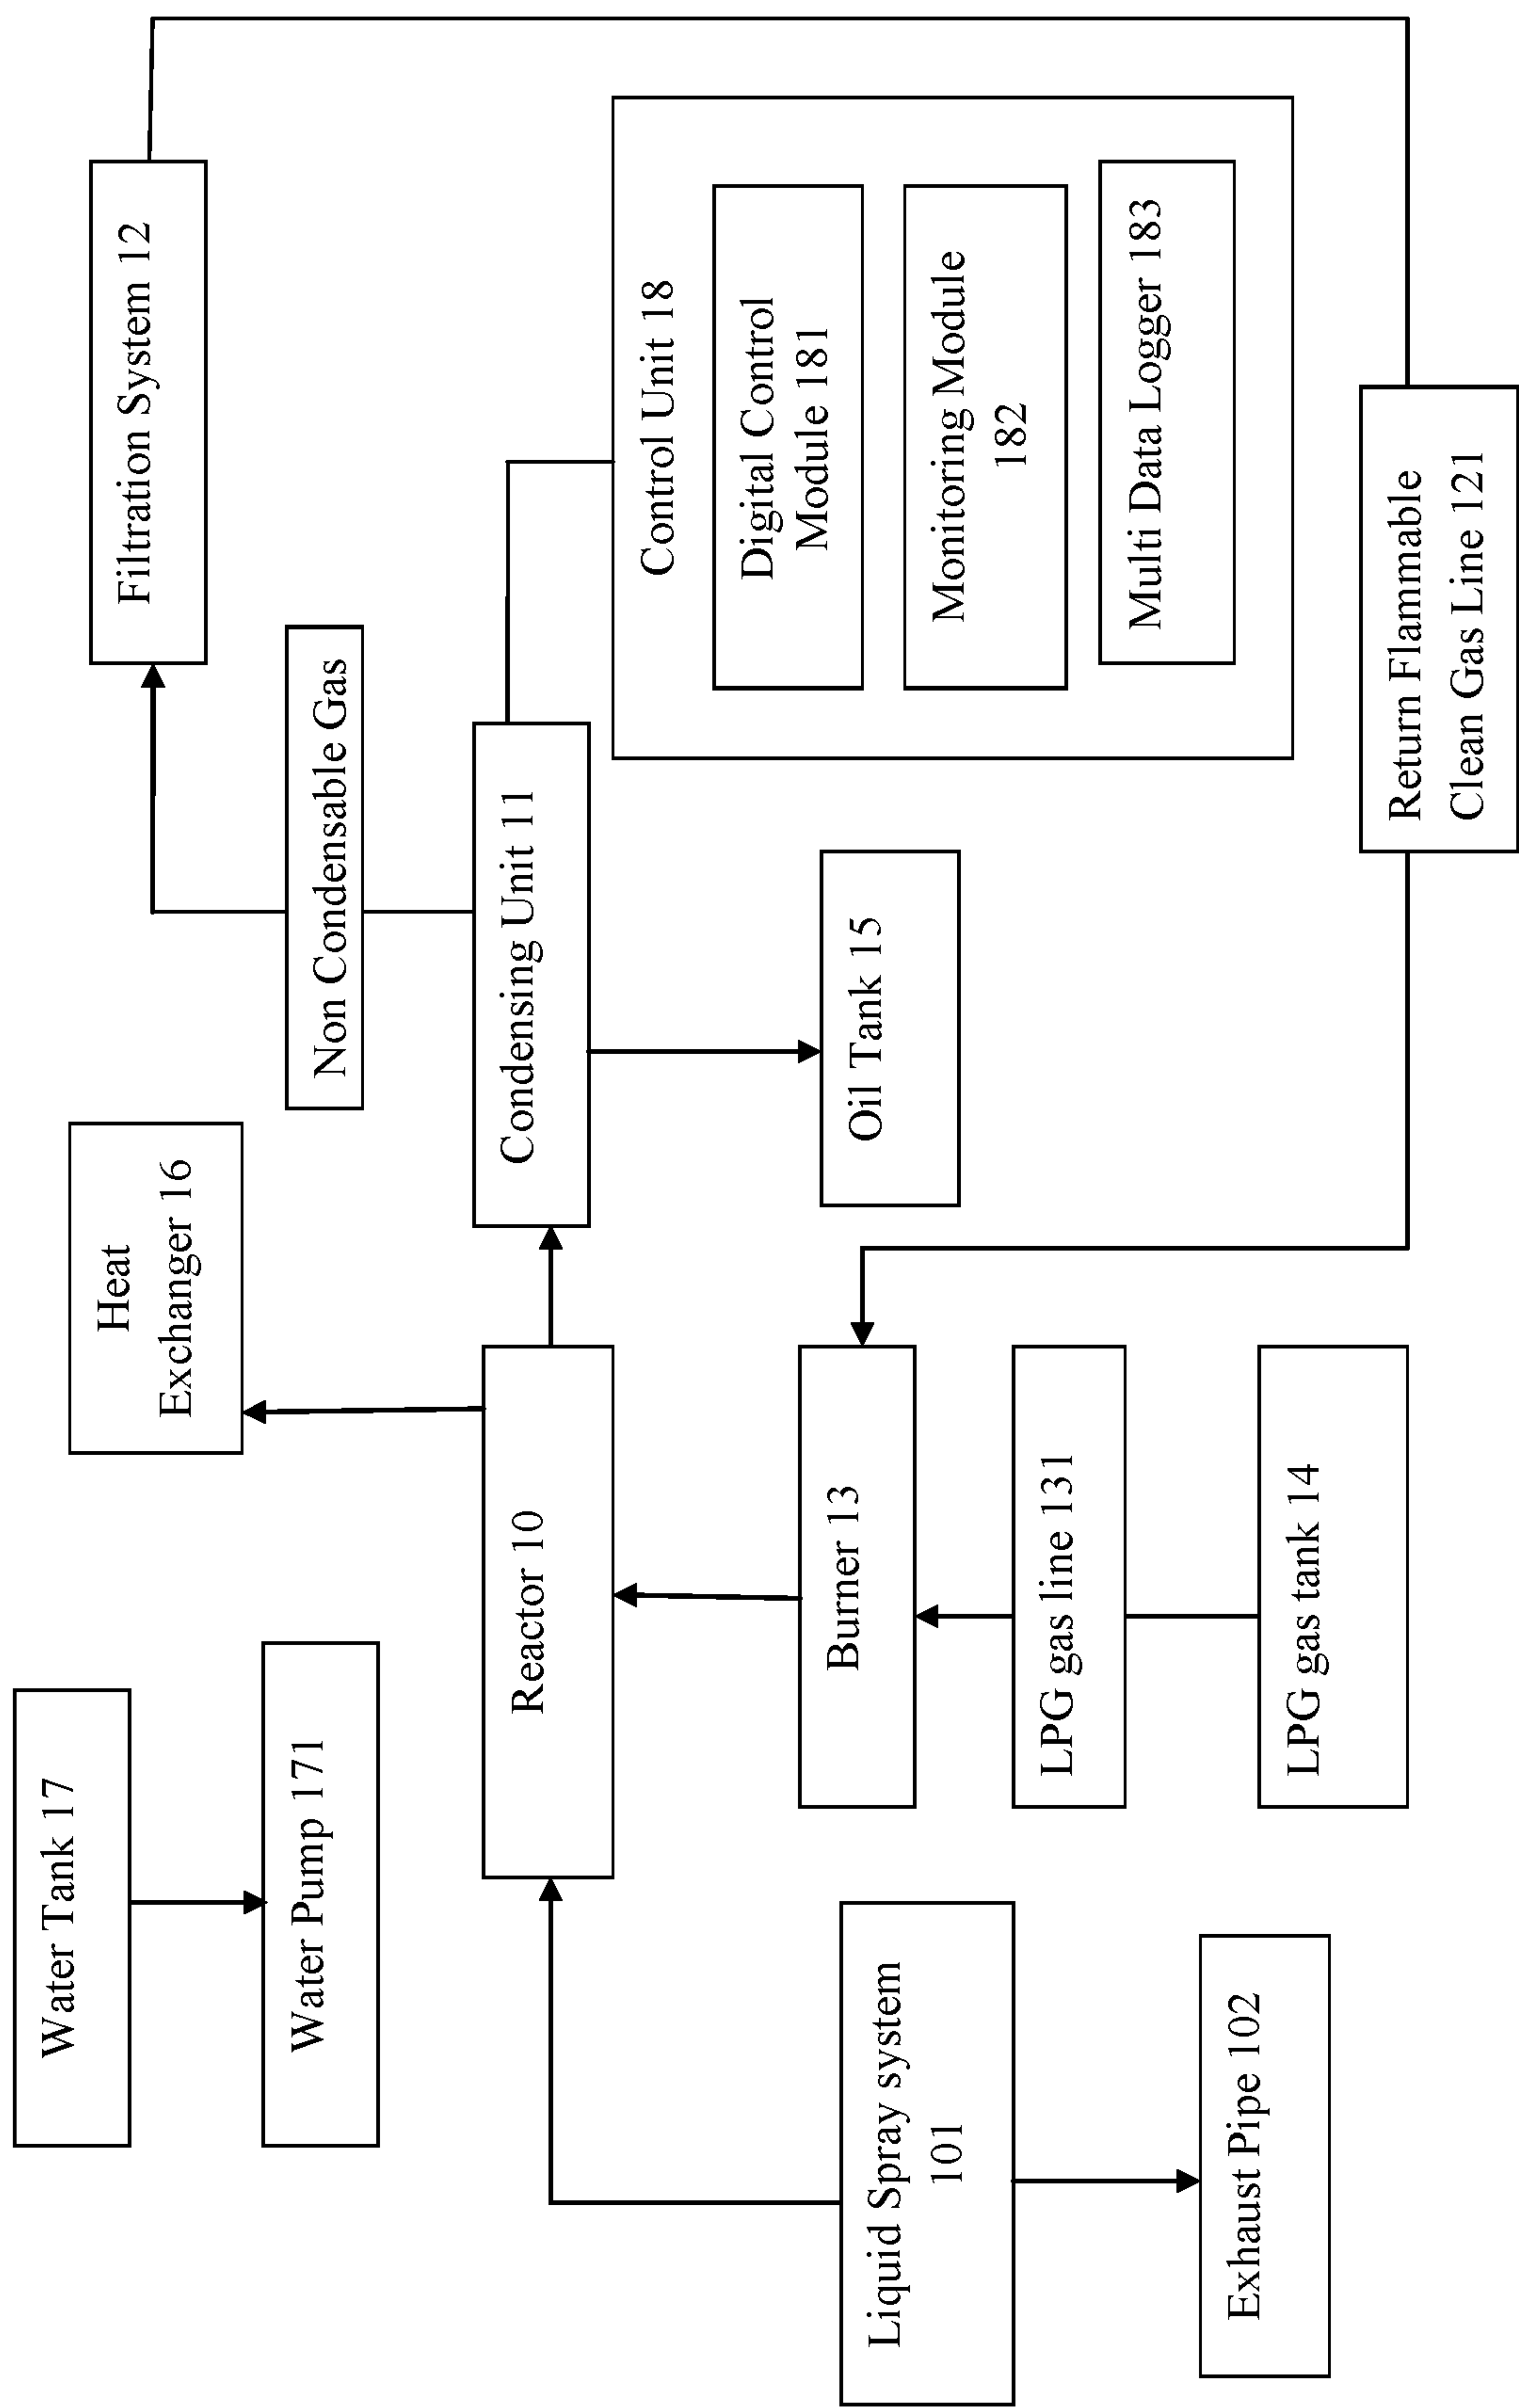 Water Tank 17
Water Pump 171
Heat
Exchanger 16
Filtration System 12
Non Condensable Gas
Reactor 10
Condensing Unit 11
Control Unit 18
Digital Control
Module 181
Monitoring Module
182
Multi Data Logger 183
Liquid Spray system
101
Burner 13
Oil Tank 15
LPG gas line 131
Exhaust Pipe 102
LPG gas tank 14
Return Flammable
Clean Gas Line 121